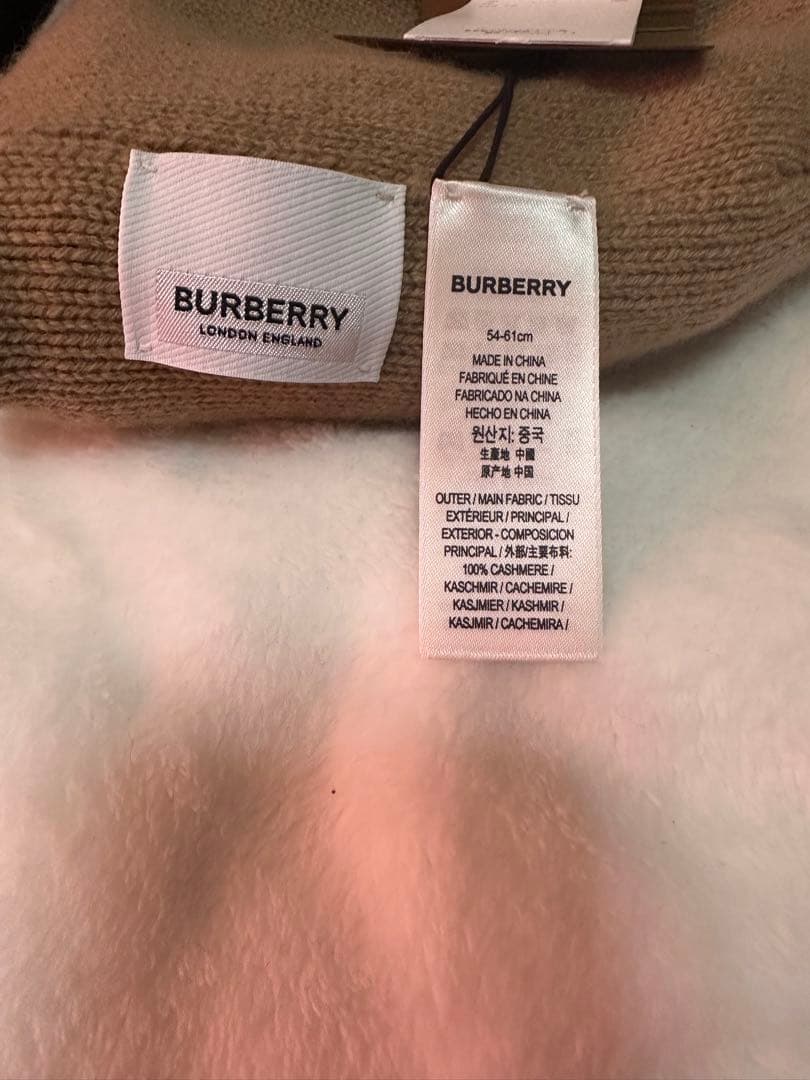 BURBERRY
LONDON ENGLAND
BURBERRY
54-61cm
MADE IN CHINA
FABRIQUÉ EN CHINE
FABRICADO NA CHINA
HECHO EN CHINA
원산지: 중국
生產地 中國
原产地 中国
OUTER / MAIN FABRIC / TISSU
EXTÉRIEUR / PRINCIPAL /
EXTERIOR - COMPOSICION
PRINCIPAL / 外部/主要布料:
100% CASHMERE /
KASCHMIR / CACHEMIRE /
KASJMIER / KASHMIR /
KASJMIR / CACHEMIRA /